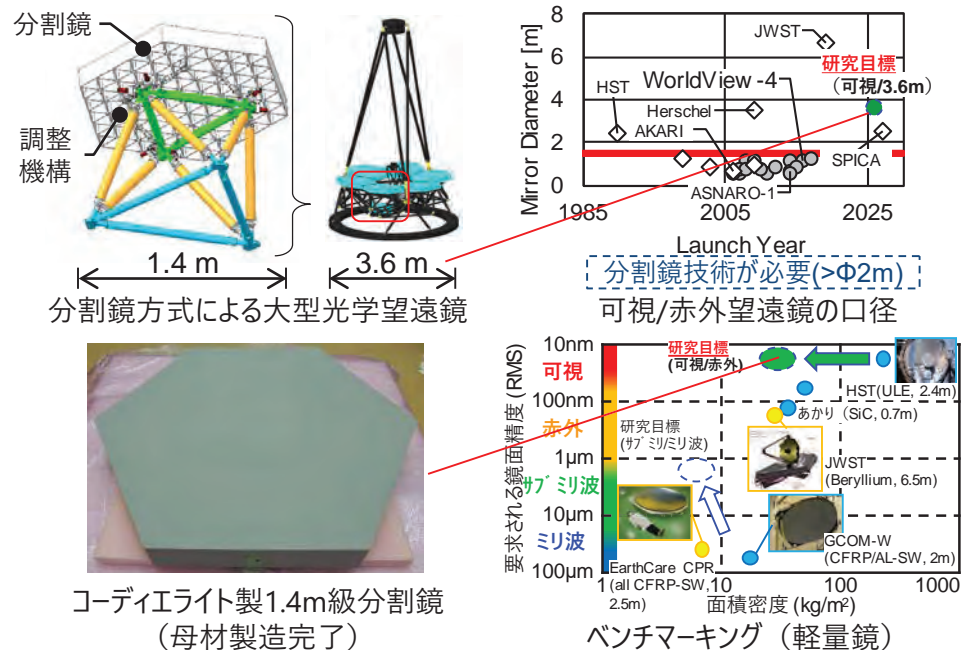 分割鏡
調整
機構
1.4 m
3.6 m
分割鏡方式による大型光学望遠鏡
Mirror Diameter [m]
8
6
4
2
0
1985
2005
2025
Launch Year
JWST
研究目標
(可視/3.6m)
WorldView -4
HST
Herschel
AKARI
SPICA
ASNARO-1
分割鏡技術が必要(>Φ2m)
可視/赤外望遠鏡の口径
コーディエライト製1.4m級分割鏡
(母材製造完了)
要求される鏡面精度 (RMS)
10nm
100nm
1µm
10µm
100µm
可視
赤外
サブミリ波
ミリ波
研究目標
(可視/赤外)
HST(ULE, 2.4m)
あかり (SiC, 0.7m)
研究目標
(サブミリ/ミリ波)
JWST
(Beryllium, 6.5m)
GCOM-W
(CFRP/AL-SW, 2m)
EarthCare CPR
(all CFRP-SW,
2.5m)
1
10
100
1000
面積密度 (kg/m²)
ベンチマーキング (軽量鏡)